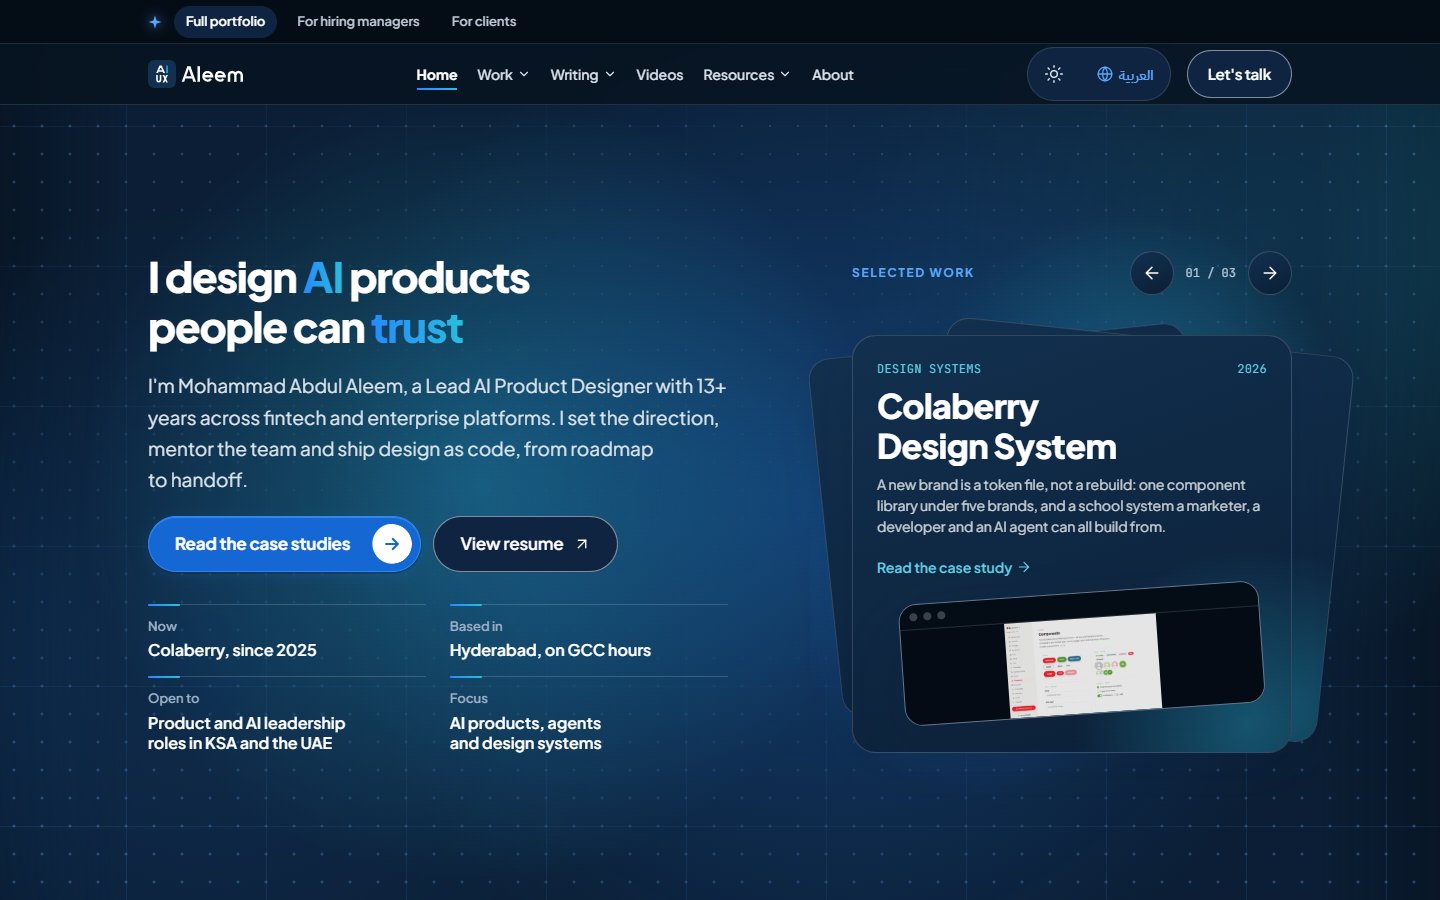 Full portfolio
For hiring managers
For clients
AI
UX
Aleem
Home
Work
Writing
Videos
Resources
About
العربية
Let's talk
I design AI products
people can trust
I'm Mohammad Abdul Aleem, a Lead AI Product Designer with 13+
years across fintech and enterprise platforms. I set the direction,
mentor the team and ship design as code, from roadmap
to handoff.
Read the case studies
View resume
Now
Colaberry, since 2025
Based in
Hyderabad, on GCC hours
Open to
Product and AI leadership
roles in KSA and the UAE
Focus
AI products, agents
and design systems
SELECTED WORK
01 / 03
DESIGN SYSTEMS
2026
Colaberry
Design System
A new brand is a token file, not a rebuild: one component
library under five brands, and a school system a marketer, a
developer and an AI agent can all build from.
Read the case study
Components